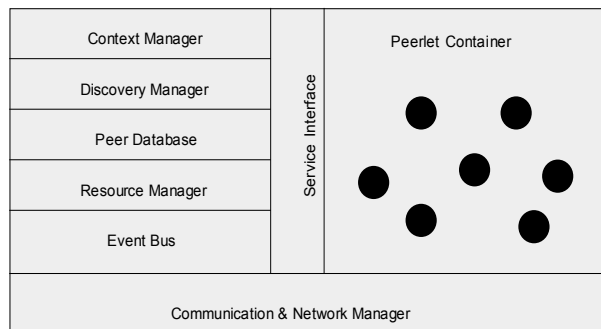 Context Manager
Discovery Manager
Peer Database
Resource Manager
Event Bus
Service Interface
Peerlet Container
Communication & Network Manager